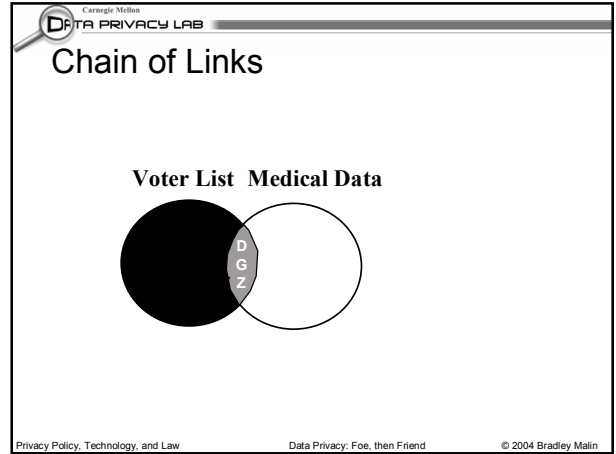 Carnegie Mellon
DATA PRIVACY LAB
Chain of Links
Voter List Medical Data
D
G
Z
Privacy Policy, Technology, and Law Data Privacy: Foe, then Friend © 2004 Bradley Malin